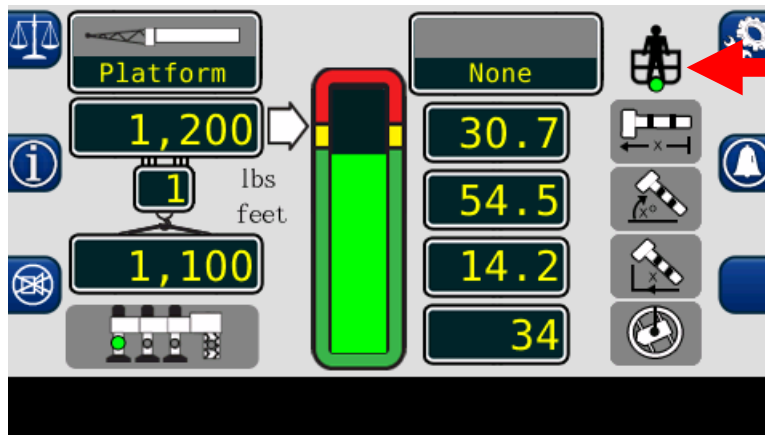 Platform
None
1,200
30.7
1
lbs
feet
54.5
1,100
14.2
34
x
x°
x